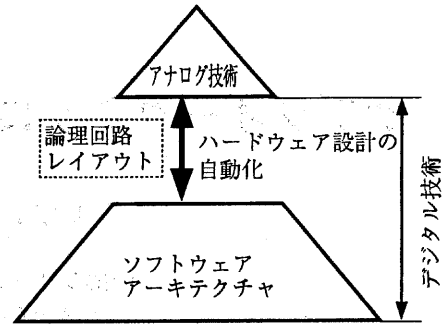 アナログ技術
論理回路
レイアウト
ハードウェア設計の
自動化
デジタル技術
ソフトウェア
アーキテクチャ